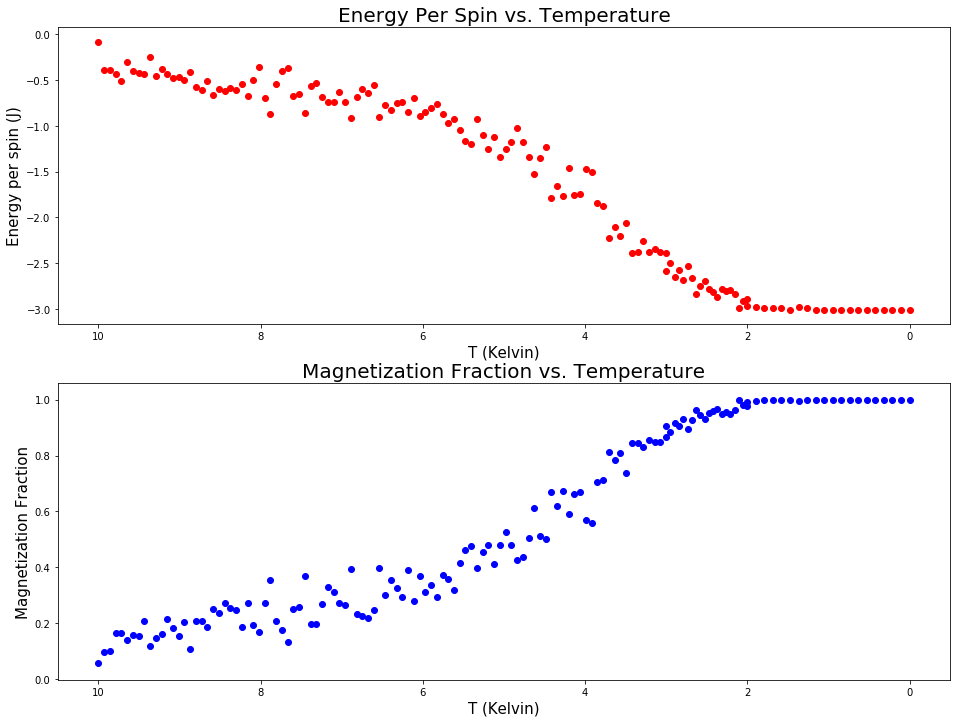 Energy Per Spin vs. Temperature
0.0
−0.5
−1.0
−1.5
−2.0
−2.5
−3.0
Energy per spin (J)
10 8 6 4 2 0
T (Kelvin)
Magnetization Fraction vs. Temperature
1.0
0.8
0.6
0.4
0.2
0.0
Magnetization Fraction
10 8 6 4 2 0
T (Kelvin)